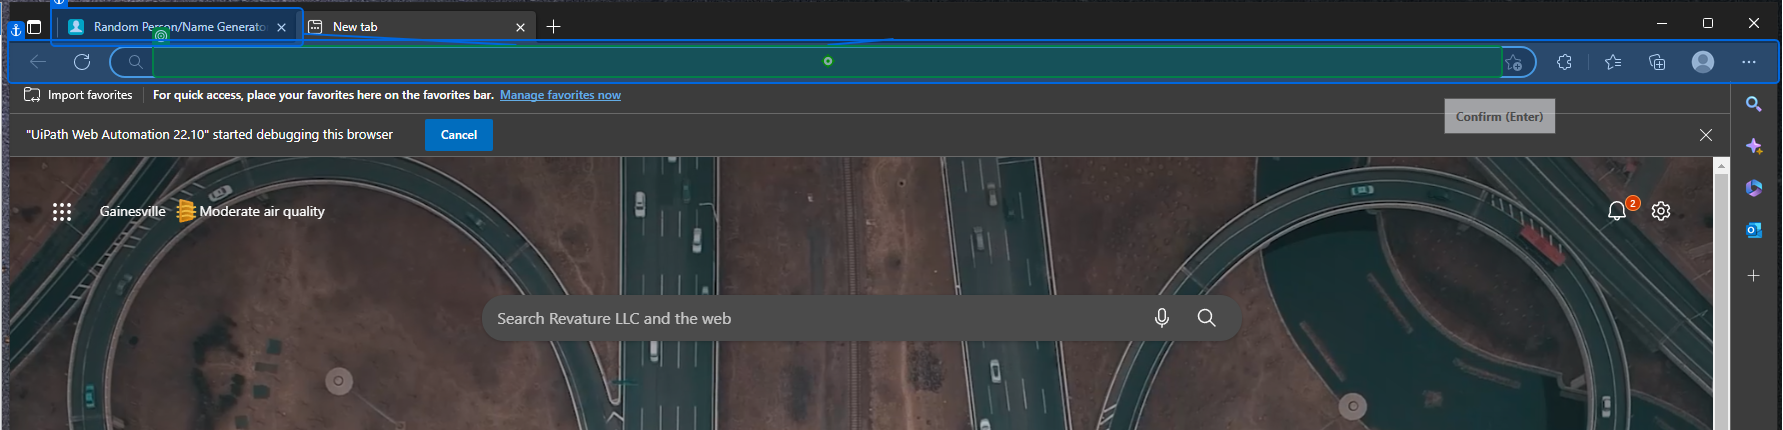 Random Person/Name Generato
New tab
Import favorites
For quick access, place your favorites here on the favorites bar. Manage favorites now
Confirm (Enter)
"UiPath Web Automation 22.10" started debugging this browser
Cancel
Gainesville Moderate air quality
2
Search Revature LLC and the web